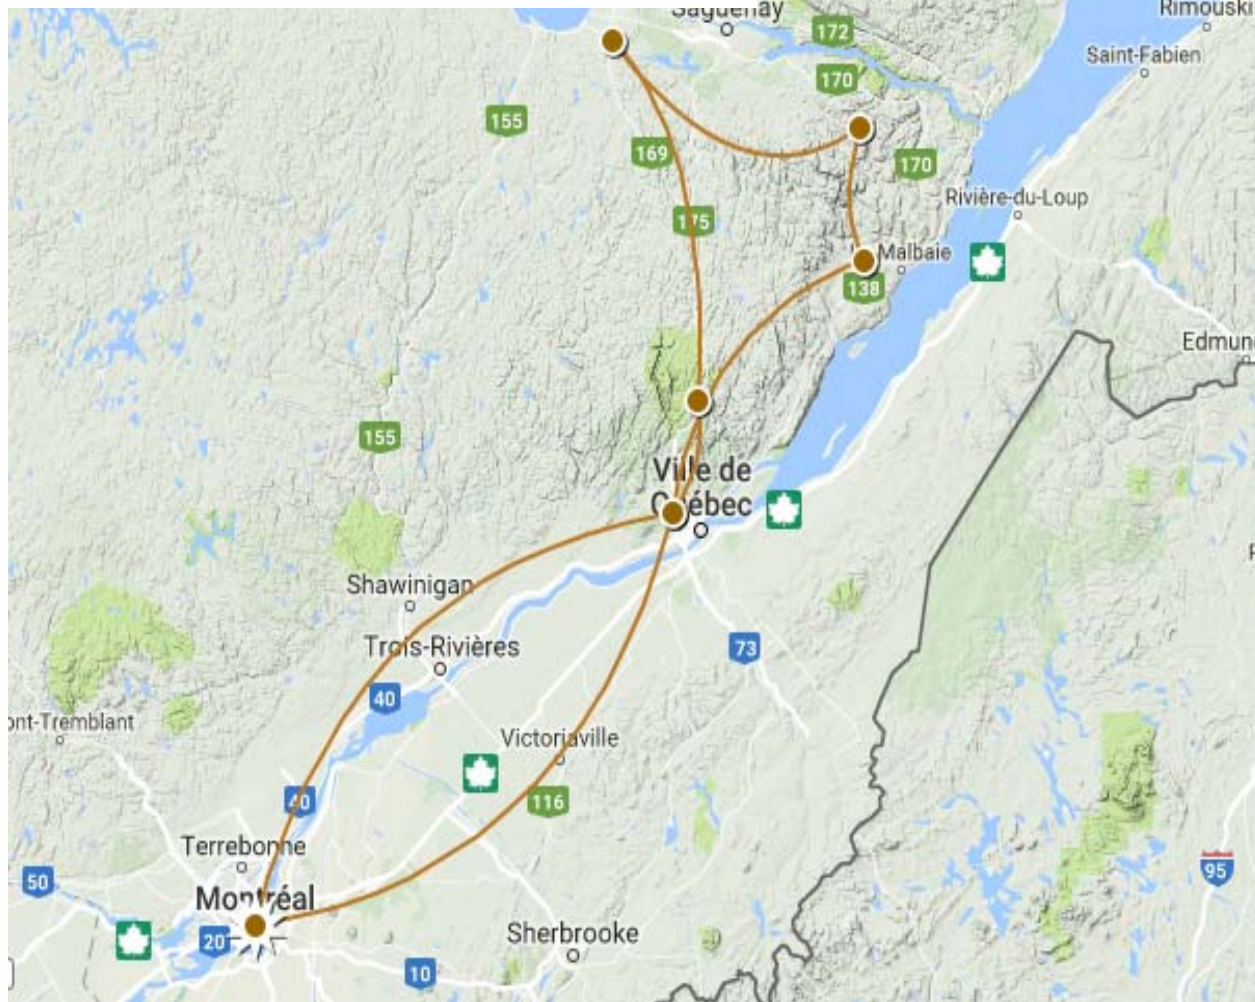 Saguenay
Rimouski
172
Saint-Fabien
170
155
169
170
Rivière-du-Loup
175
Malbaie
138
Edmun
155
Ville de
Québec
Shawinigan
Trois-Rivières
73
40
ont-Tremblant
Victoriaville
40
116
Terrebonne
95
50
Montréal
20
Sherbrooke
10